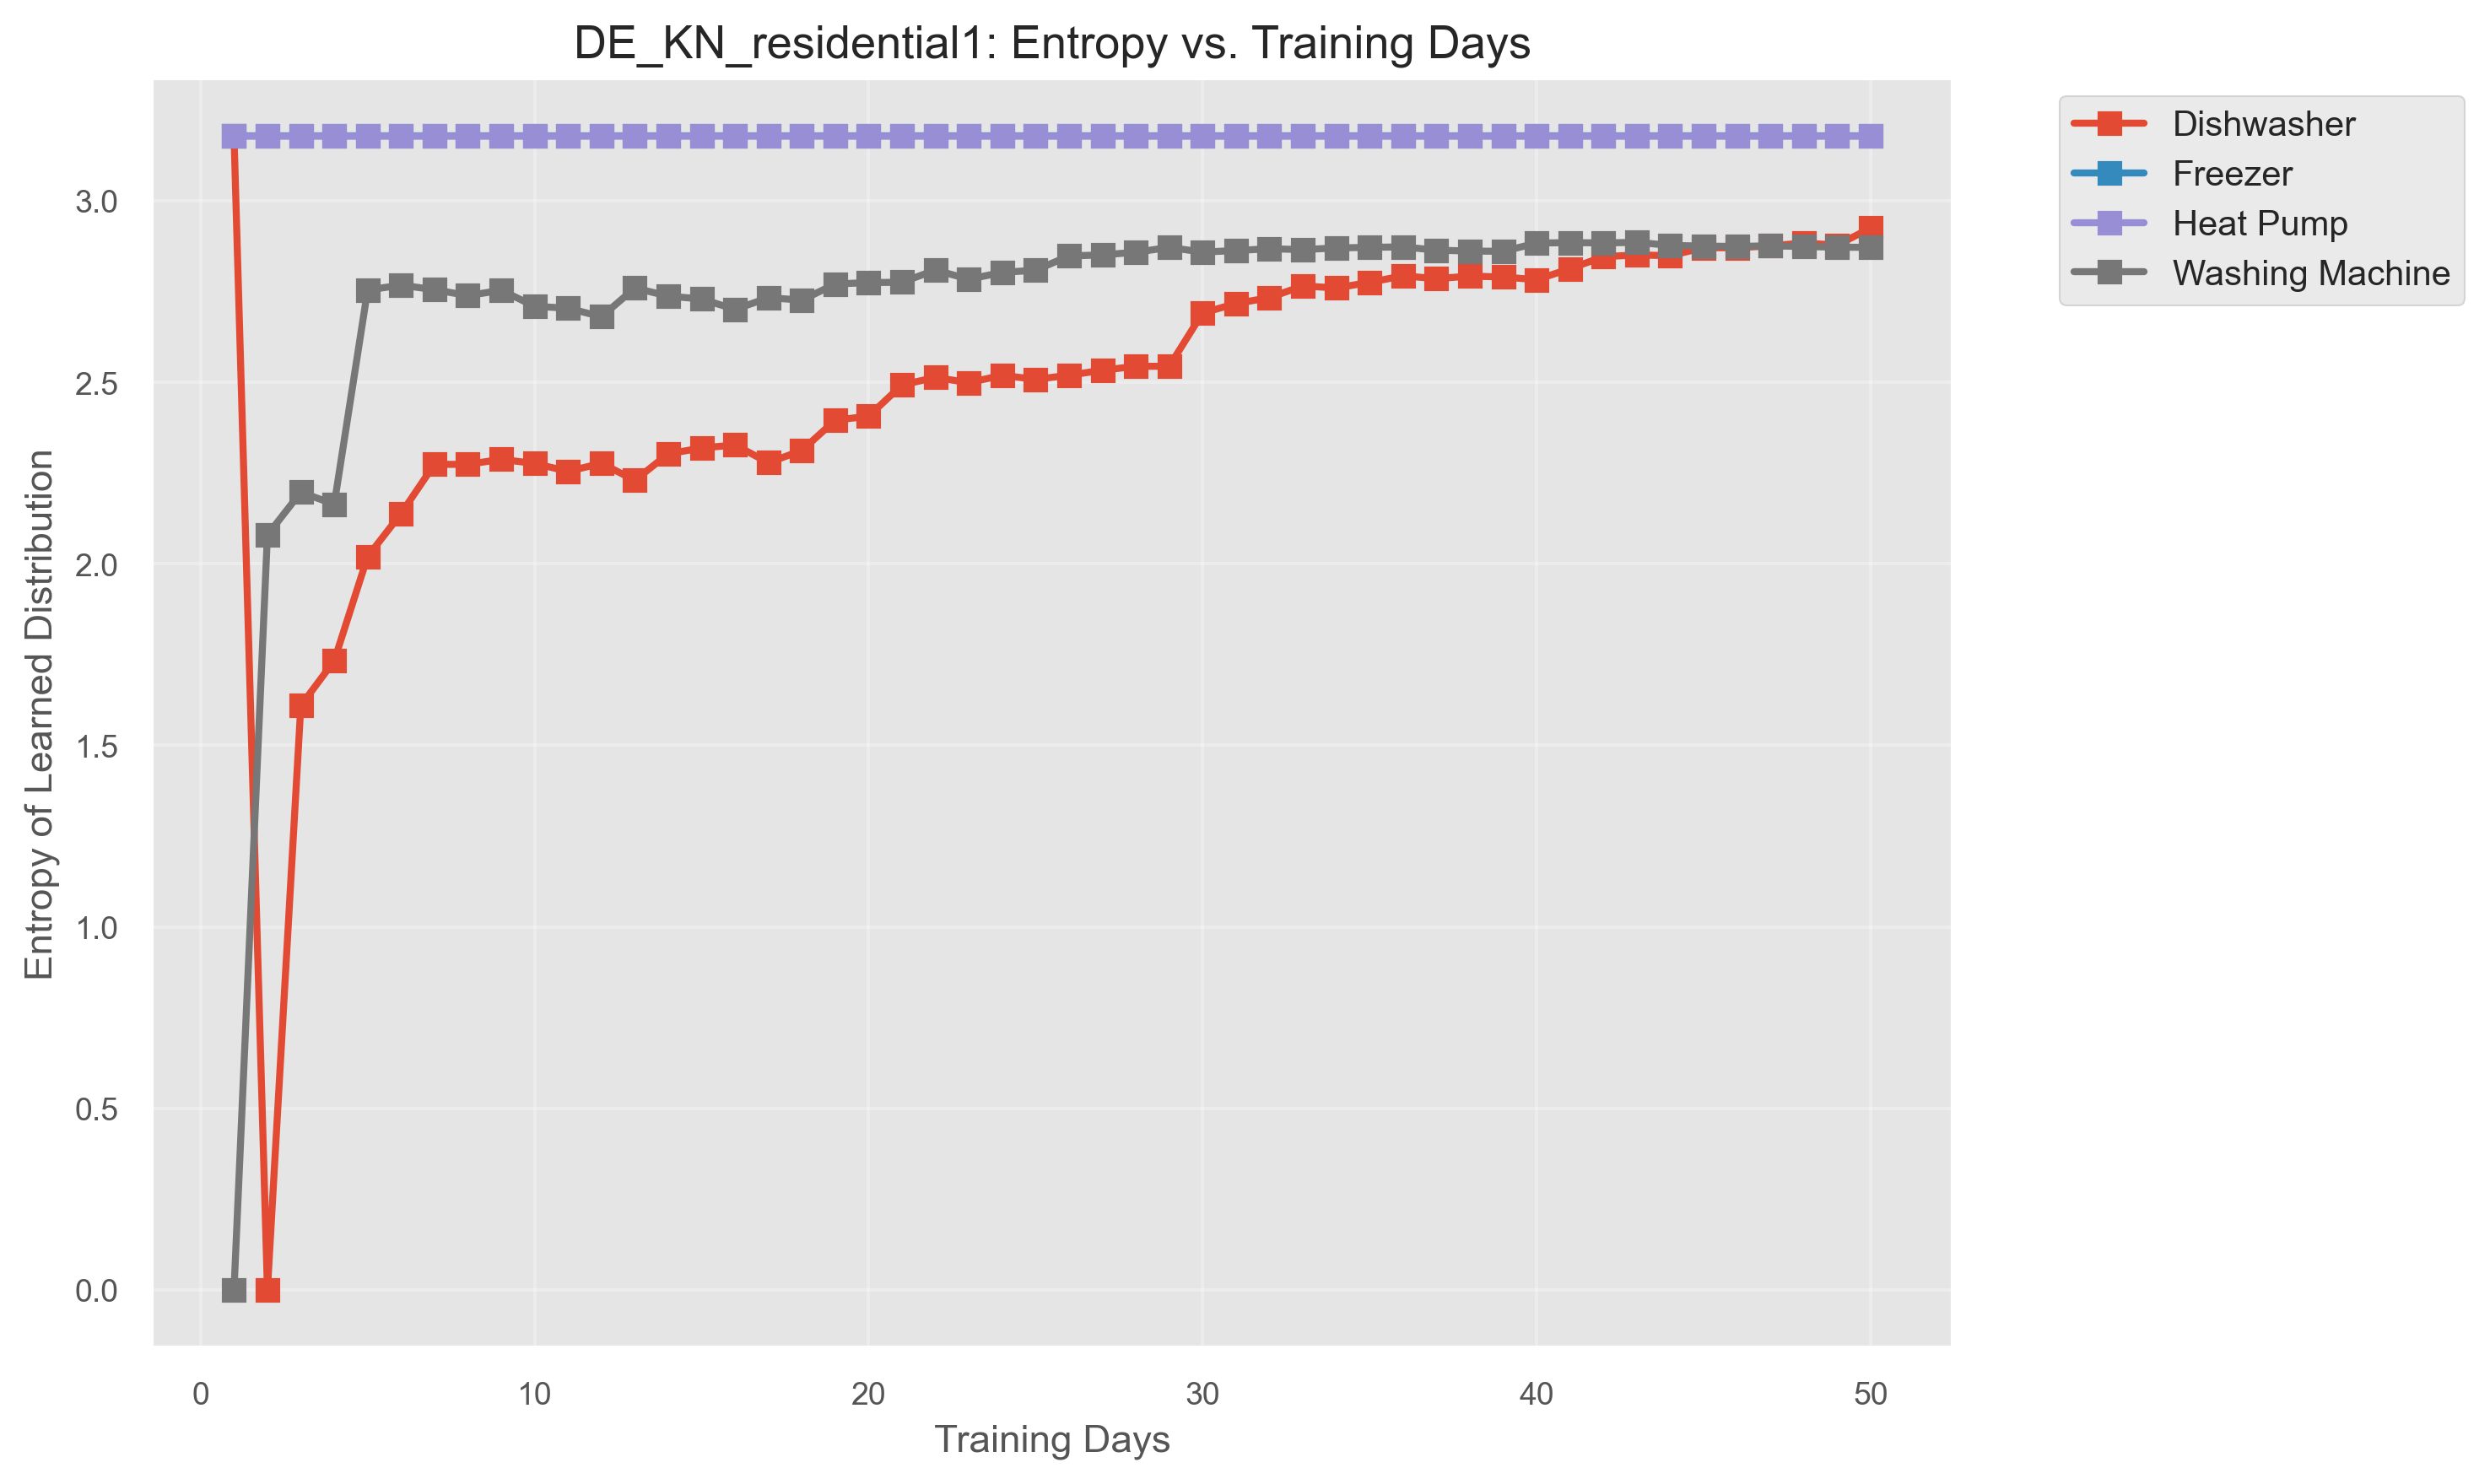 DE_KN_residential1: Entropy vs. Training Days
Dishwasher
Freezer
Heat Pump
Washing Machine
Entropy of Learned Distribution
3.0
2.5
2.0
1.5
1.0
0.5
0.0
0 10 20 30 40 50
Training Days